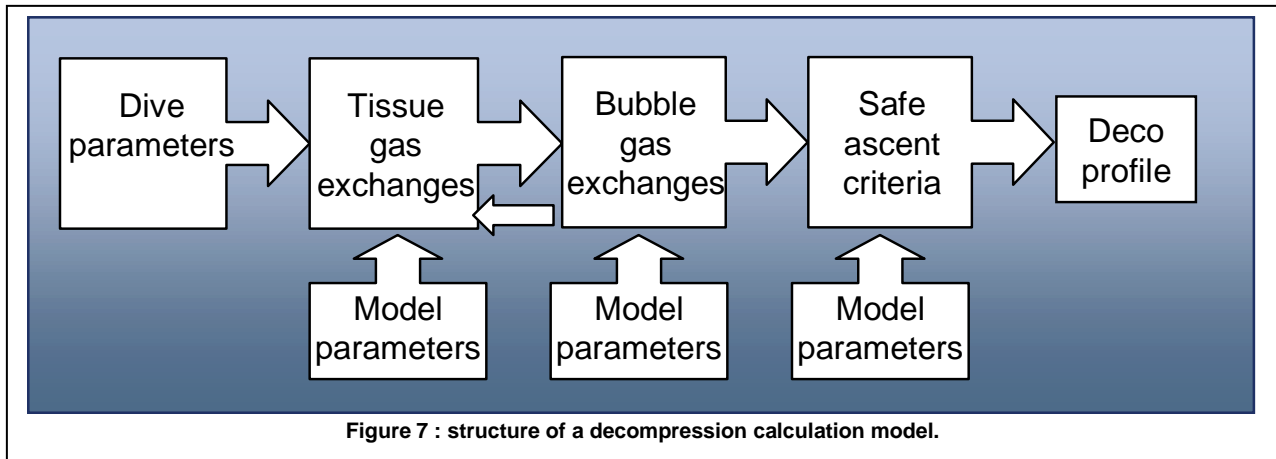 Dive
parameters
Tissue
gas
exchanges
Bubble
gas
exchanges
Safe
ascent
criteria
Deco
profile
Model
parameters
Model
parameters
Model
parameters
Figure 7 : structure of a decompression calculation model.